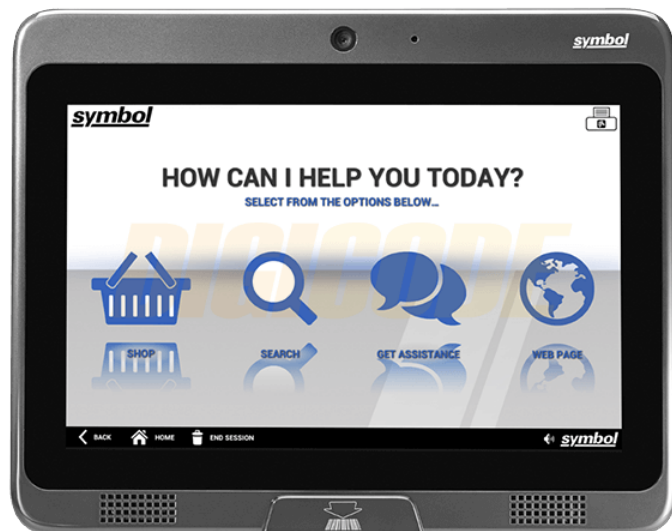 symbol
symbol
HOW CAN I HELP YOU TODAY?
SELECT FROM THE OPTIONS BELOW...
DIGICODE
SHOP
SEARCH
GET ASSISTANCE
WEB PAGE
BACK
HOME
END SESSION
symbol